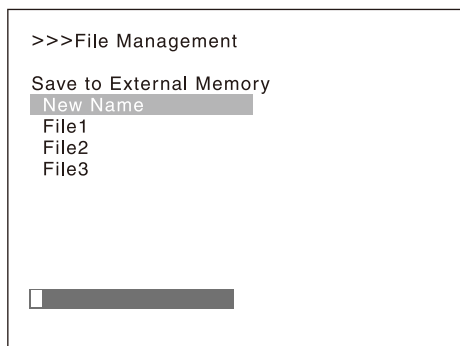 >>>File Management
Save to External Memory
New Name
File1
File2
File3